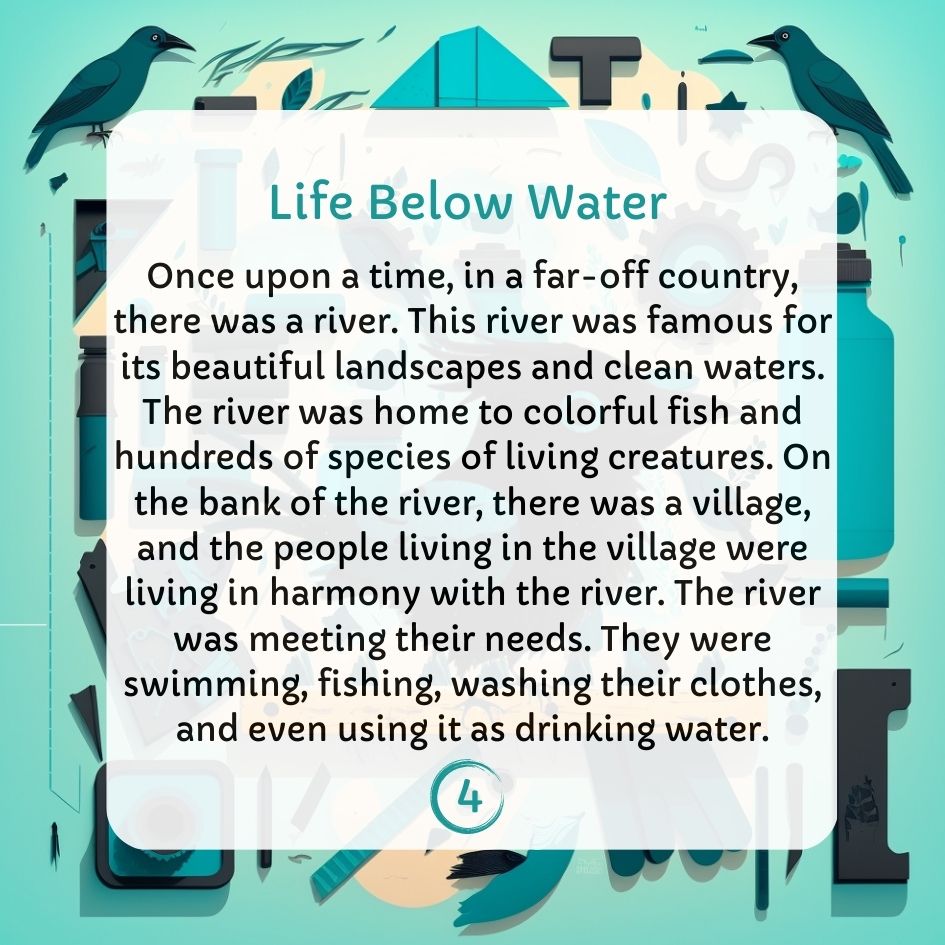 Life Below Water
Once upon a time, in a far-off country,
there was a river. This river was famous for
its beautiful landscapes and clean waters.
The river was home to colorful fish and
hundreds of species of living creatures. On
the bank of the river, there was a village,
and the people living in the village were
living in harmony with the river. The river
was meeting their needs. They were
swimming, fishing, washing their clothes,
and even using it as drinking water.
4